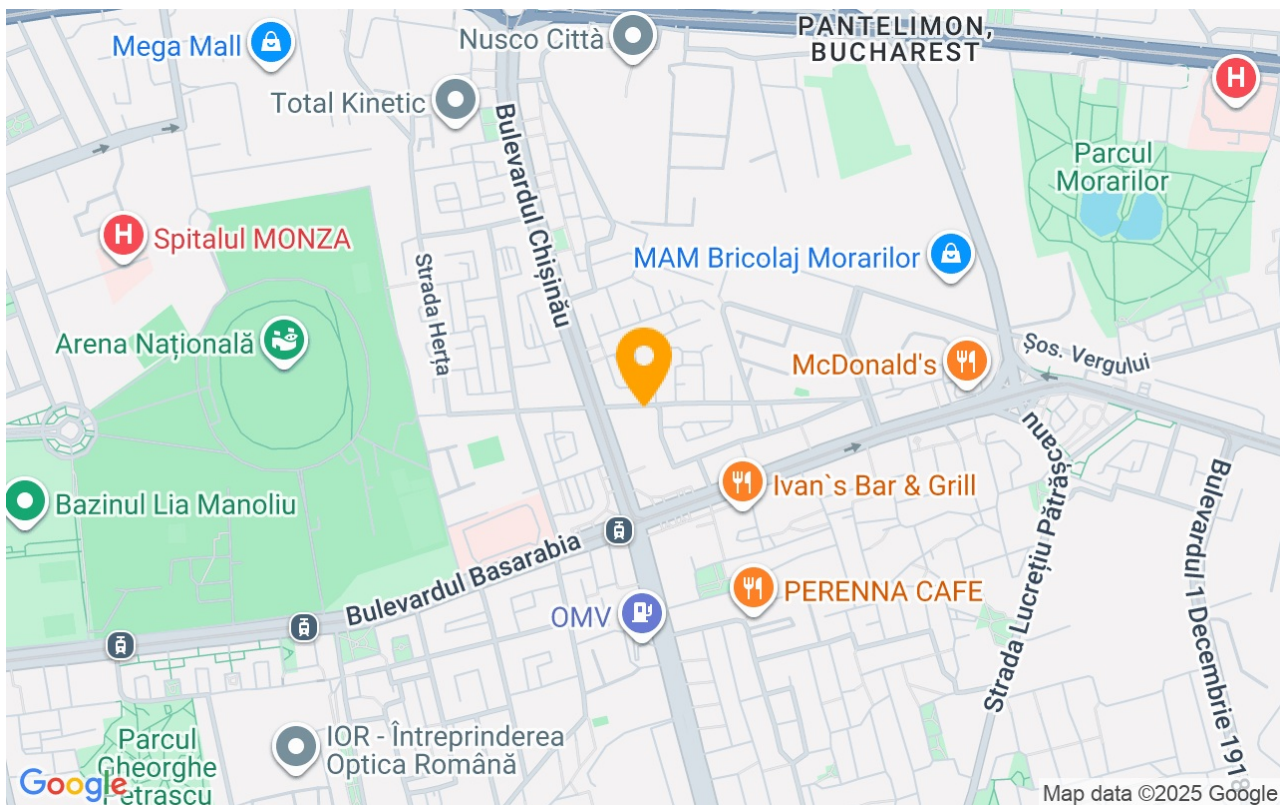 PANTELIMON,
BUCHAREST
Mega Mall
Nusco Città
Total Kinetic
H
Bulevardul Chișinău
Parcul
Morarilor
H
Spitalul MONZA
Strada Herța
MAM Bricolaj Morarilor
Arena Națională
Șos. Vergului
McDonald's
Bazinul Lia Manoliu
Ivan`s Bar & Grill
Strada Lucrețiu Pătrășcanu
Bulevardul 1 Decembrie 1918
Bulevardul Basarabia
PERENNA CAFE
OMV
IOR - Întreprinderea
Optica Română
Parcul
Gheorghe
Petrascu
Google
Map data ©2025 Google